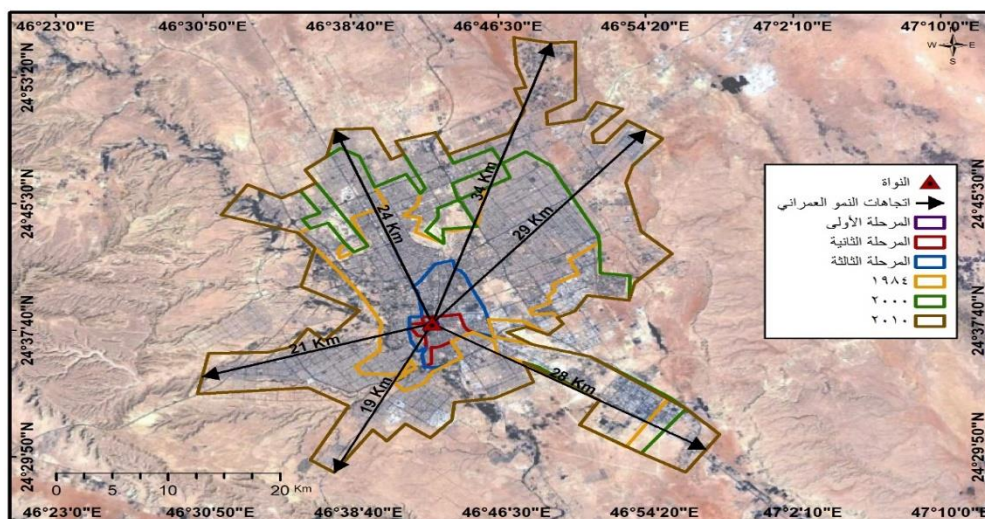 46°23'0"E 46°30'50"E 46°38'40"E 46°46'30"E 46°54'20"E 47°2'10"E 47°10'0"E
N
W E
S
24°53'20"N 24°53'20"N
34 Km
29 Km
24 Km
24°45'30"N 24°45'30"N
النواة
اتجاهات النمو العمراني
المرحلة الأولى
المرحلة الثانية
المرحلة الثالثة
١٩٨٤
٢٠٠٠
٢٠١٠
24°37'40"N 24°37'40"N
21 Km
19 Km
28 Km
24°29'50"N 24°29'50"N
0 5 10 20 Km
46°23'0"E 46°30'50"E 46°38'40"E 46°46'30"E 46°54'20"E 47°2'10"E 47°10'0"E